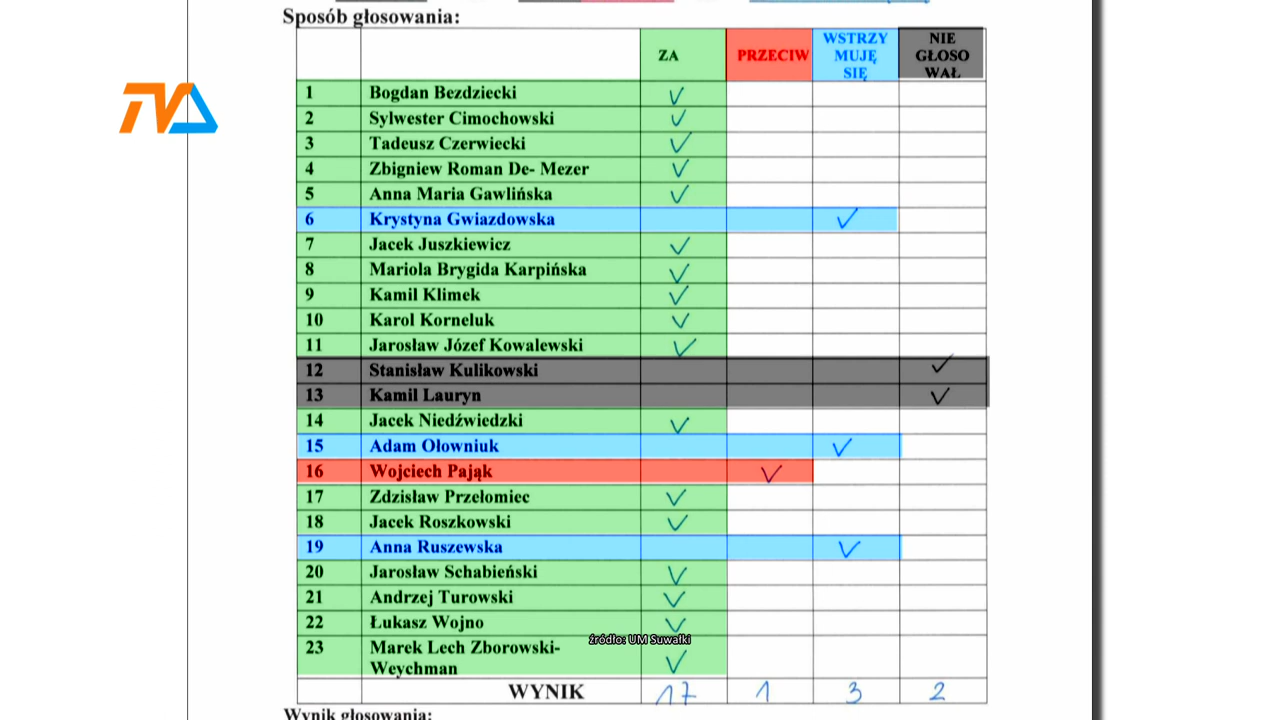 Sposób głosowania:
ZA PRZECIW WSTRZY NIE
MUJĘ GŁOSO
SIĘ WAŁ
TVA
1 Bogdan Bezdziecki
2 Sylwester Cimochowski
3 Tadeusz Czerwiecki
4 Zbigniew Roman De- Mezer
5 Anna Maria Gawlińska
6 Krystyna Gwiazdowska
7 Jacek Juszkiewicz
8 Mariola Brygida Karpińska
9 Kamil Klimek
10 Karol Korneluk
11 Jarosław Józef Kowalewski
12 Stanisław Kulikowski
13 Kamil Lauryn
14 Jacek Niedźwiedzki
15 Adam Ołowniuk
16 Wojciech Pająk
17 Zdzisław Przełomiec
18 Jacek Roszkowski
19 Anna Ruszewska
20 Jarosław Schabieński
21 Andrzej Turowski
22 Łukasz Wojno
źródło: UM Suwałki
23 Marek Lech Zborowski-
Weychman
WYNIK 17 1 3 2
Wynik głosowania: